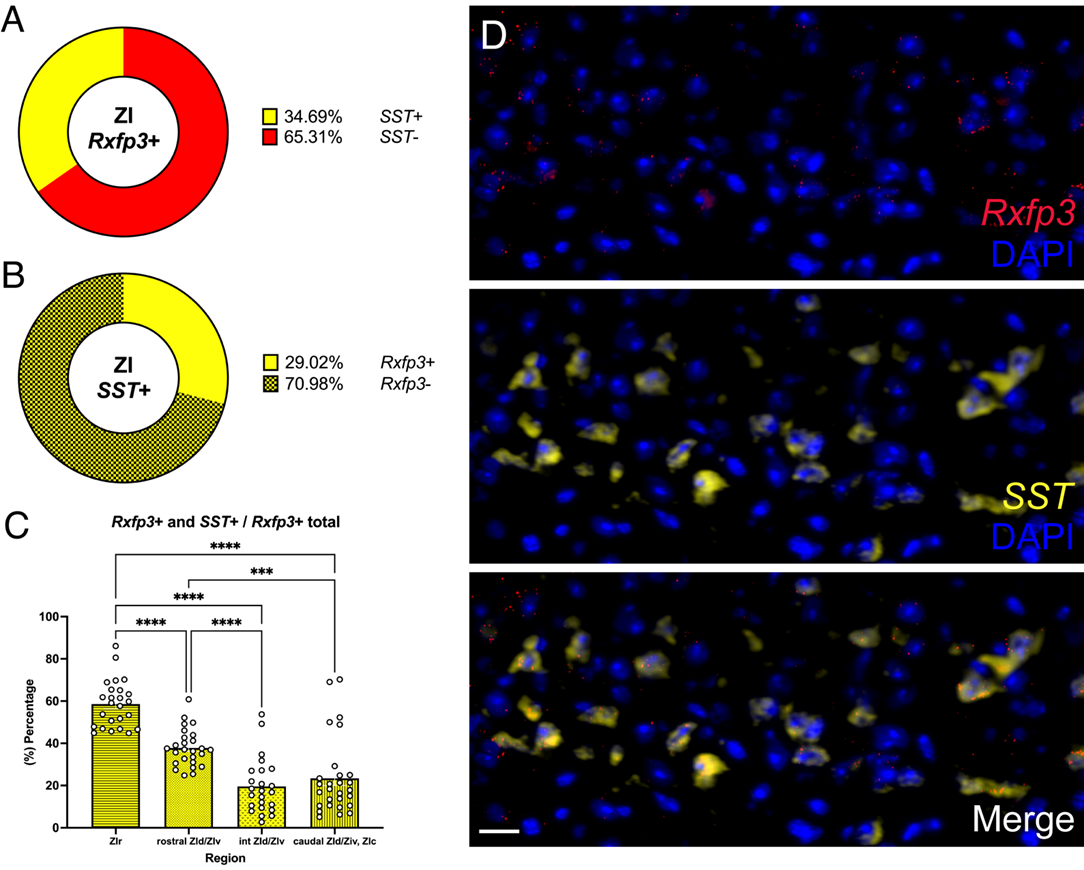 A
ZI
Rxfp3+
34.69% SST+
65.31% SST-
B
ZI
SST+
29.02% Rxfp3+
70.98% Rxfp3-
C
Rxfp3+ and SST+ / Rxfp3+ total
****
***
****
**** ****
100
80
60
40
20
0
(%) Percentage
ZIr rostral ZId/ZIv int ZId/ZIv caudal ZId/Ziv, ZIc
Region
D
Rxfp3
DAPI
SST
DAPI
Merge